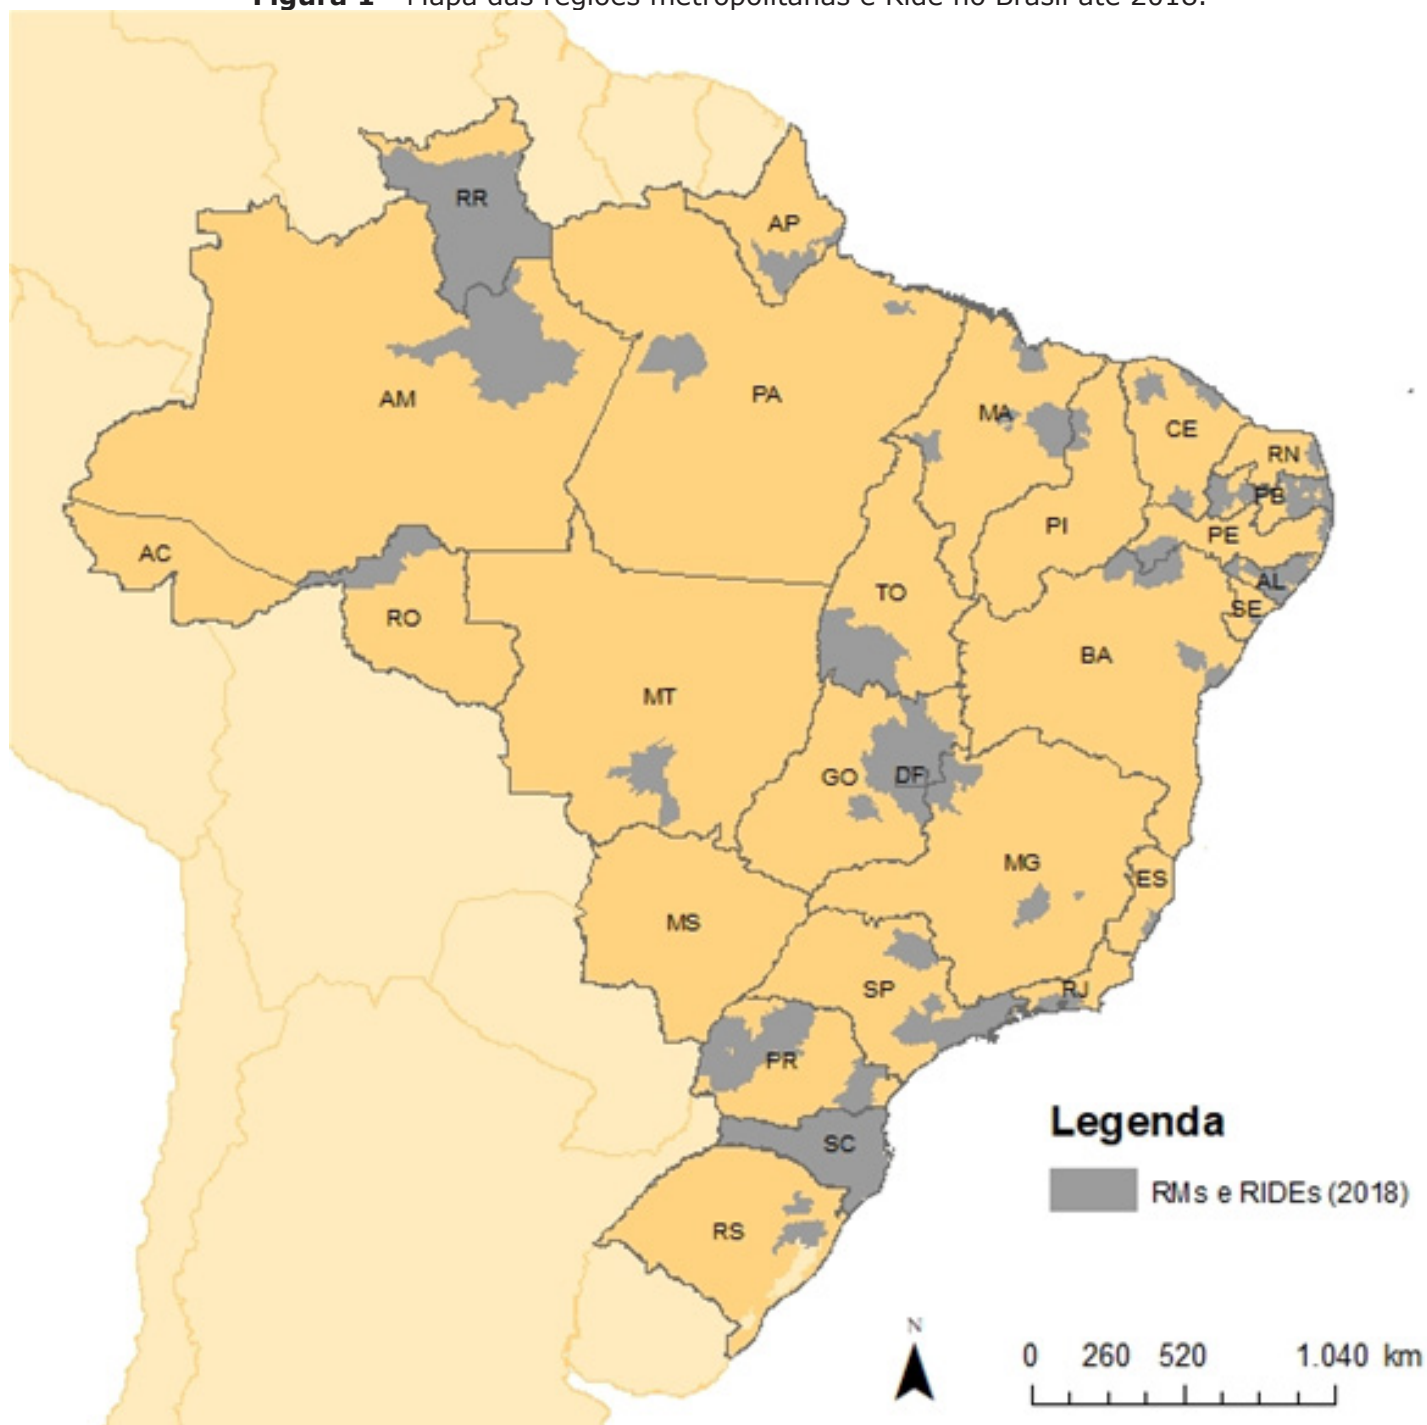 Figura 1 - Mapa das regiões metropolitanas e Ride no Brasil até 2018.
RR
AP
AM
PA
MA
CE
RN
PB
PI
PE
AC
TO
AL
SE
RO
BA
MT
GO
DF
MG
ES
MS
SP
RJ
PR
SC
RS
Legenda
RMs e RIDEs (2018)
N
0 260 520 1.040 km